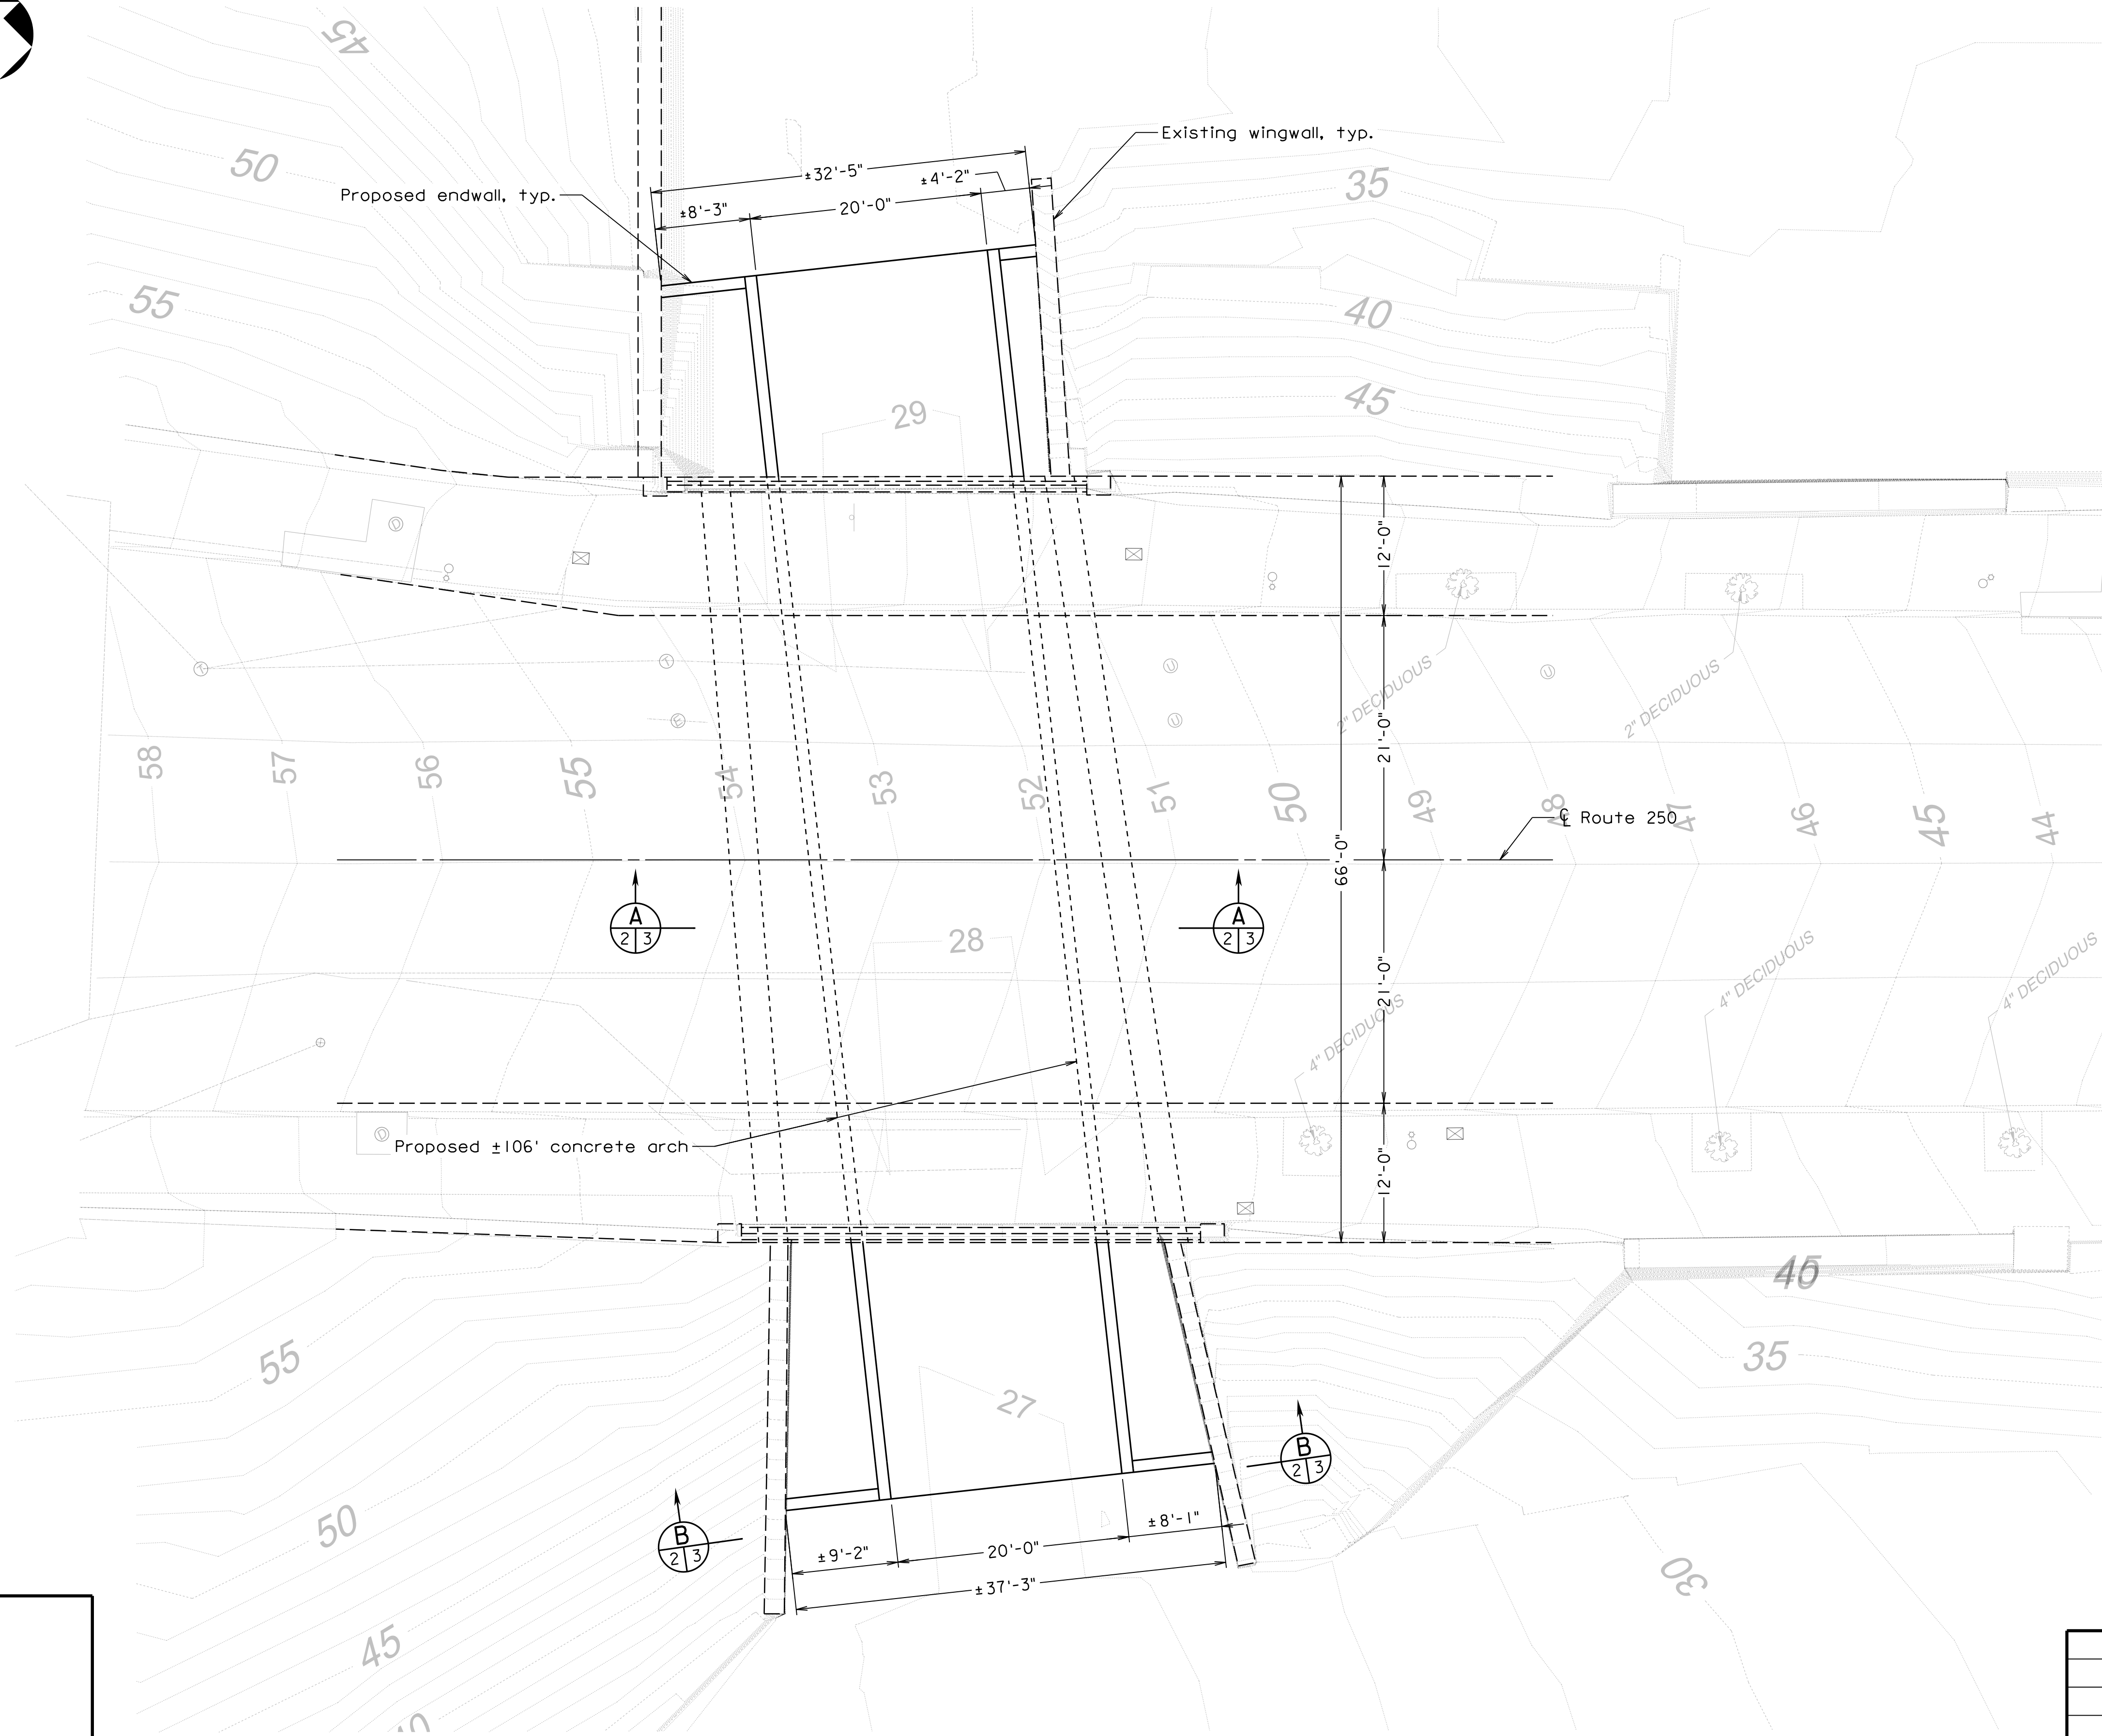 45
50
55
Existing wingwall, typ.
Proposed endwall, typ.
±32'-5"
±4'-2"
±8'-3"
20'-0"
35
40
45
29
D
12'-0"
T
T
E
U
U
U
2" DECIDUOUS
2" DECIDUOUS
21'-0"
58
57
56
55
54
53
52
51
50
49
48
47
46
45
44
℄ Route 250
66'-0"
A
2 3
A
2 3
28
21'-0"
4" DECIDUOUS
4" DECIDUOUS
4" DECIDUOUS
D
Proposed ±106' concrete arch
12'-0"
55
35
27
B
2 3
B
2 3
50
±9'-2"
20'-0"
±8'-1"
±37'-3"
30
45